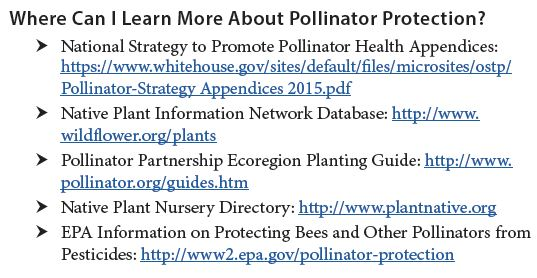 Where Can I Learn More About Pollinator Protection?
➤ National Strategy to Promote Pollinator Health Appendices:
https://www.whitehouse.gov/sites/default/files/microsites/ostp/
Pollinator-Strategy Appendices 2015.pdf
➤ Native Plant Information Network Database: http://www.
wildflower.org/plants
➤ Pollinator Partnership Ecoregion Planting Guide: http://www.
pollinator.org/guides.htm
➤ Native Plant Nursery Directory: http://www.plantnative.org
➤ EPA Information on Protecting Bees and Other Pollinators from
Pesticides: http://www2.epa.gov/pollinator-protection